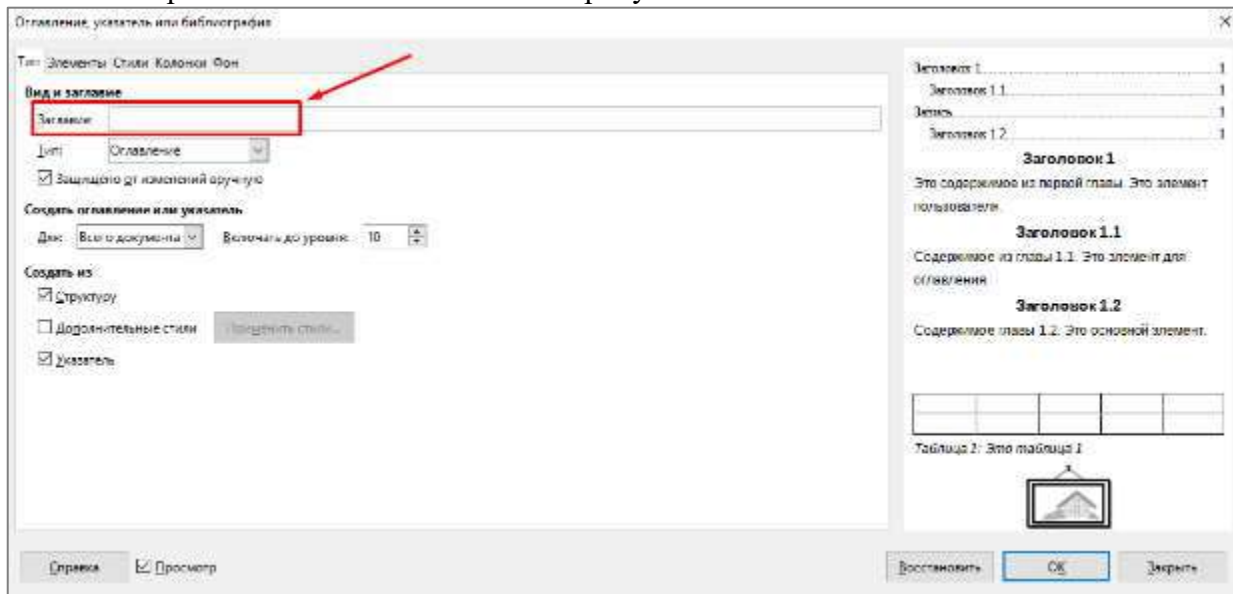 Оглавление, указатель или библиография
Тип Элементы Стили Колонки Фон
Вид и заглавие
Заглавие:
Тип: Оглавление
Защищено от изменений вручную
Создать оглавление или указатель
Для: Всего документа Включать до уровня: 10
Создать из
Структуру
Дополнительные стили Применить стили...
Указатель
Справка Просмотр
Заголовок 1 1
Заголовок 1.1 1
Запись 1
Заголовок 1.2 1
Заголовок 1
Это содержимое из первой главы. Это элемент
пользователя.
Заголовок 1.1
Содержимое из главы 1.1. Это элемент для
оглавления.
Заголовок 1.2
Содержимое главы 1.2. Это основной элемент.
Таблица 1: Это таблица 1
Восстановить OK Закрыть